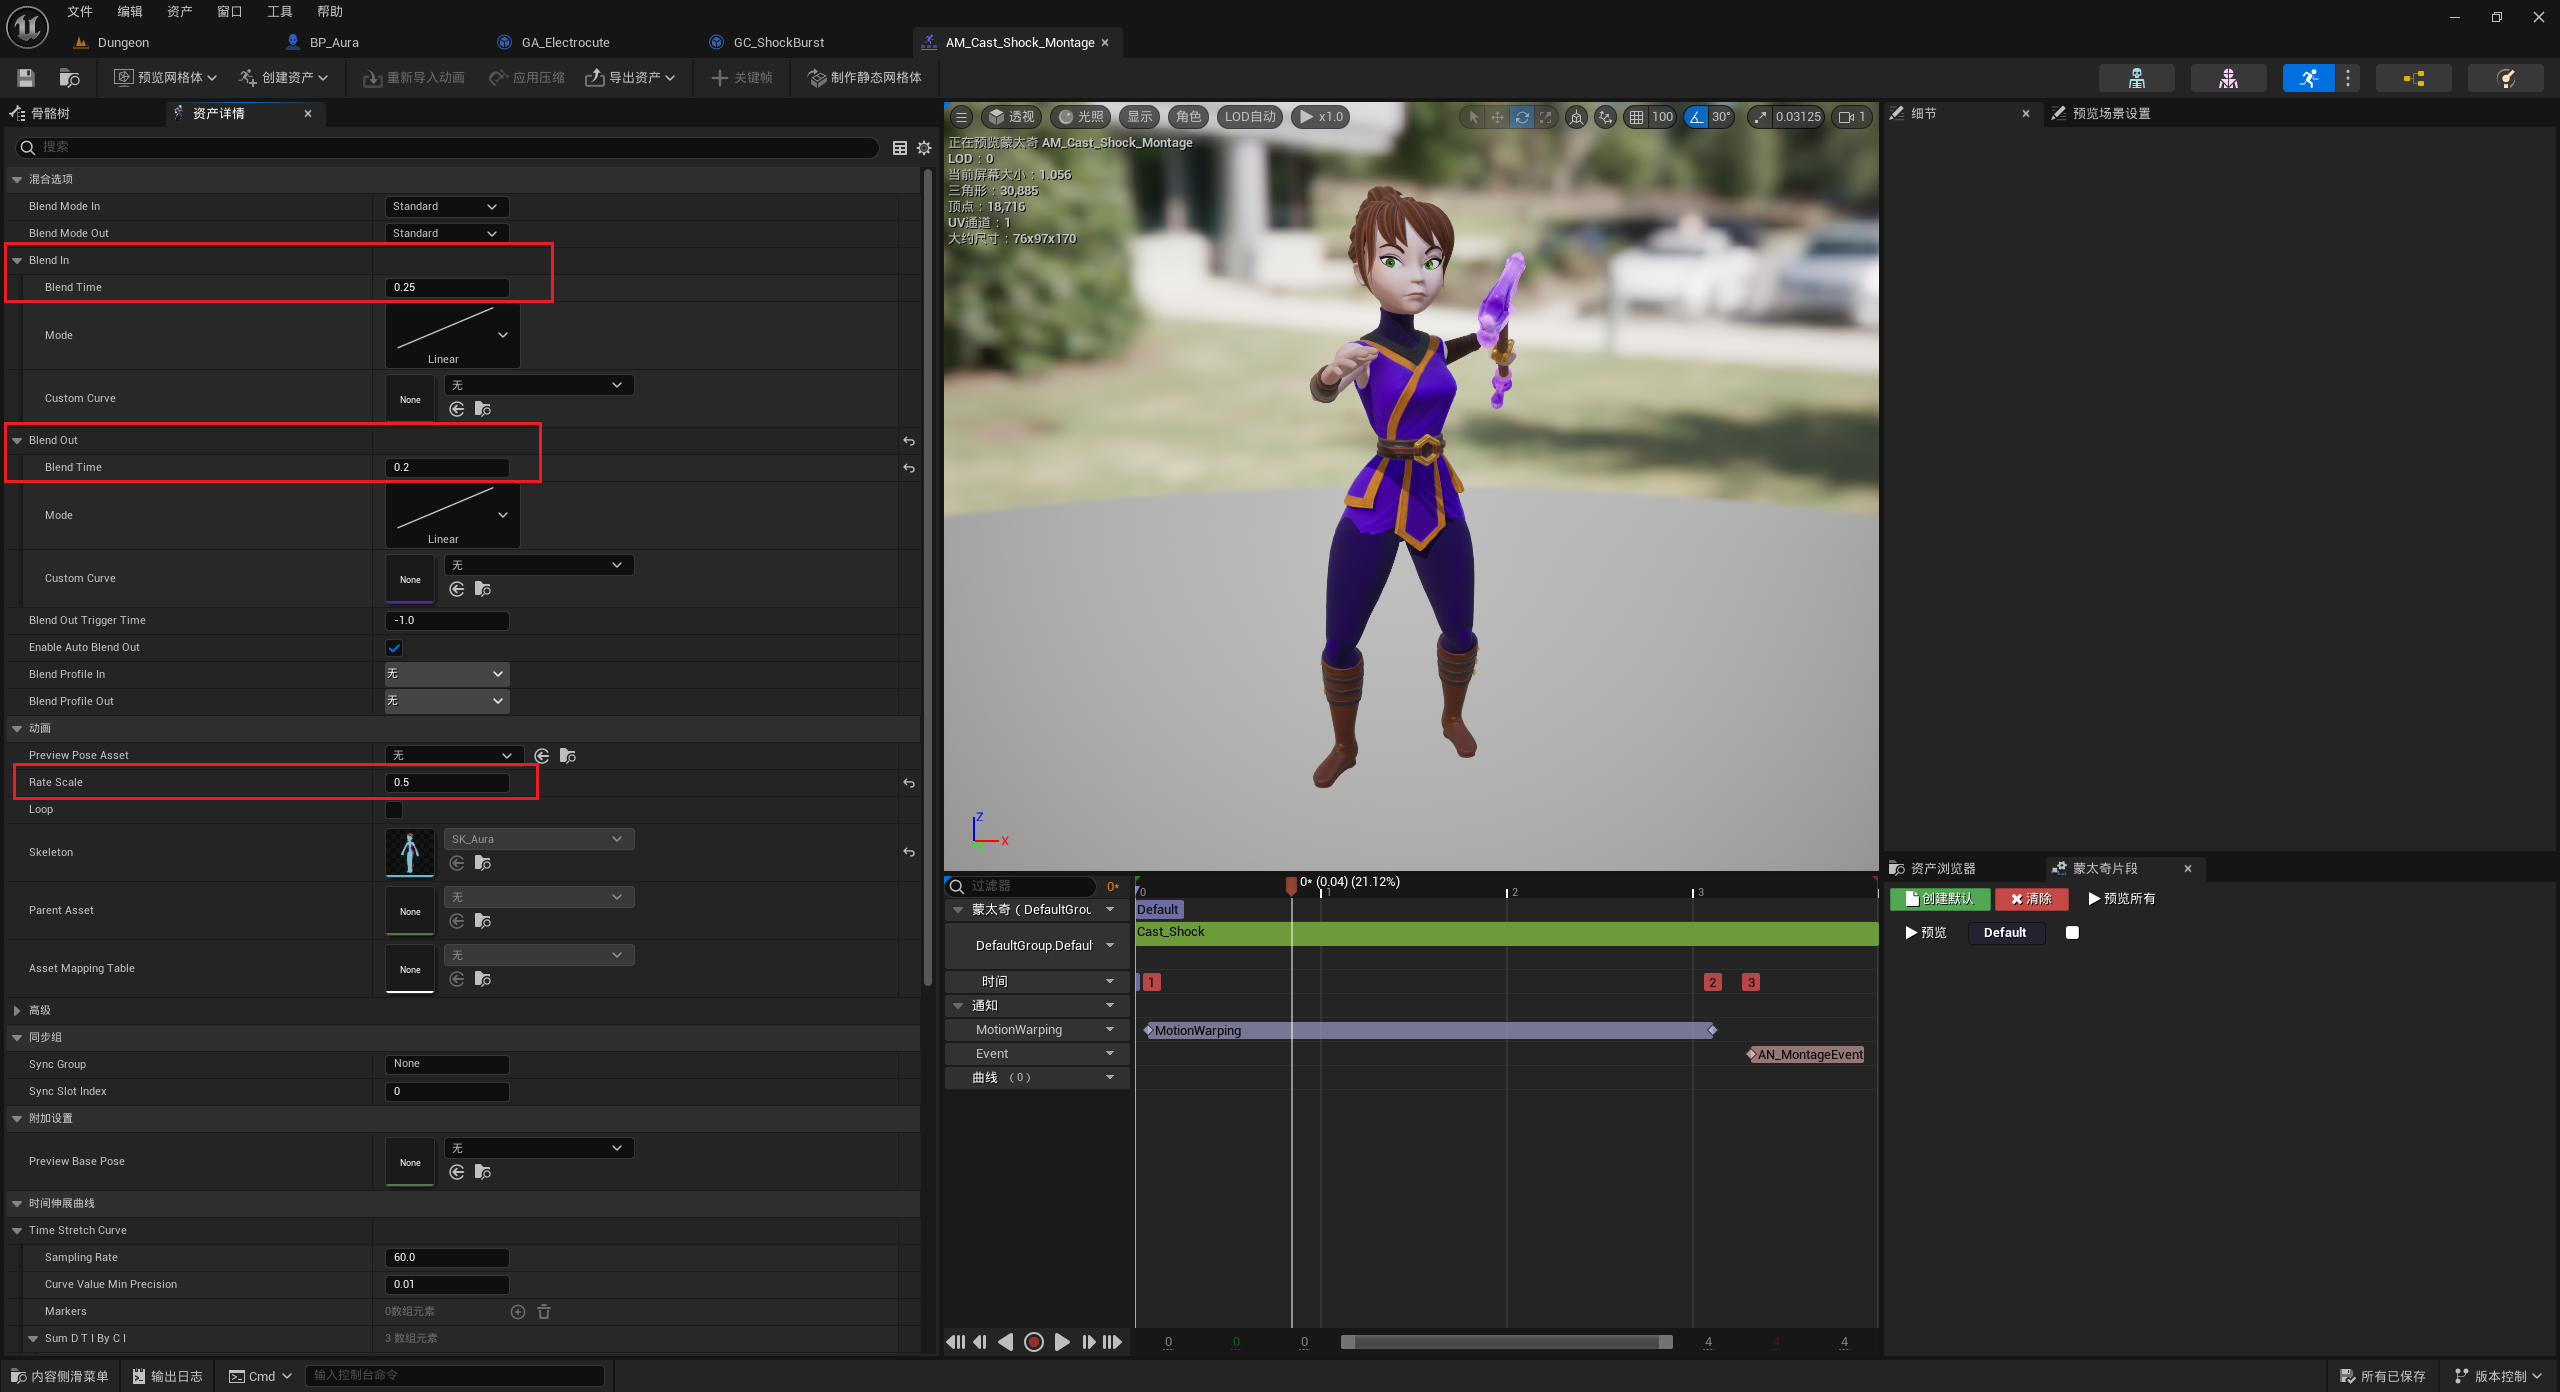 文件 编辑 资产 窗口 工具 帮助
Dungeon BP_Aura GA_Electrocute GC_ShockBurst AM_Cast_Shock_Montage
预览网格体 创建资产 重新导入动画 应用压缩 导出资产 关键帧 制作静态网格体
骨骼树 资产详情
搜索
混合选项
Blend Mode In Standard
Blend Mode Out Standard
Blend In
Blend Time 0.25
Mode Linear
Custom Curve None 无
Blend Out
Blend Time 0.2
Mode Linear
Custom Curve None 无
Blend Out Trigger Time -1.0
Enable Auto Blend Out
Blend Profile In 无
Blend Profile Out 无
动画
Preview Pose Asset 无
Rate Scale 0.5
Loop
Skeleton SK_Aura
Parent Asset None 无
Asset Mapping Table None 无
高级
同步组
Sync Group None
Sync Slot Index 0
附加设置
Preview Base Pose None 无
时间伸展曲线
Time Stretch Curve
Sampling Rate 60.0
Curve Value Min Precision 0.01
Markers 0数组元素
Sum D T I By C I 3 数组元素
透视 光照 显示 角色 LOD自动 x1.0 100 30° 0.03125 1
正在预览蒙太奇 AM_Cast_Shock_Montage
LOD：0
当前屏幕大小：1.056
三角形：30,885
顶点：18,716
UV通道：1
大约尺寸：76x97x170
Z
X
过滤器 0* 0 0* (0.04) (21.12%) 1 2 3
蒙太奇（DefaultGrou Default
DefaultGroup.Defaul Cast_Shock
时间 1 2 3
通知
MotionWarping MotionWarping
Event AN_MontageEvent
曲线 （0）
0 0 0 4 4 4
细节 预览场景设置
资产浏览器 蒙太奇片段
创建默认 清除 预览所有
预览 Default
内容侧滑菜单 输出日志 Cmd 输入控制台命令 所有已保存 版本控制